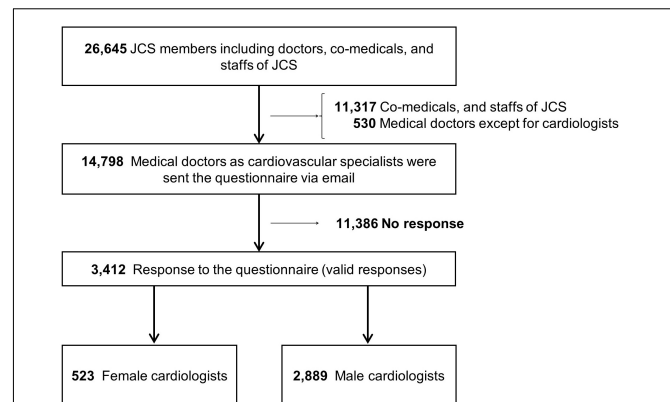 26,645 JCS members including doctors, co-medicals, and
staffs of JCS
11,317 Co-medicals, and staffs of JCS
530 Medical doctors except for cardiologists
14,798 Medical doctors as cardiovascular specialists were
sent the questionnaire via email
11,386 No response
3,412 Response to the questionnaire (valid responses)
523 Female cardiologists
2,889 Male cardiologists